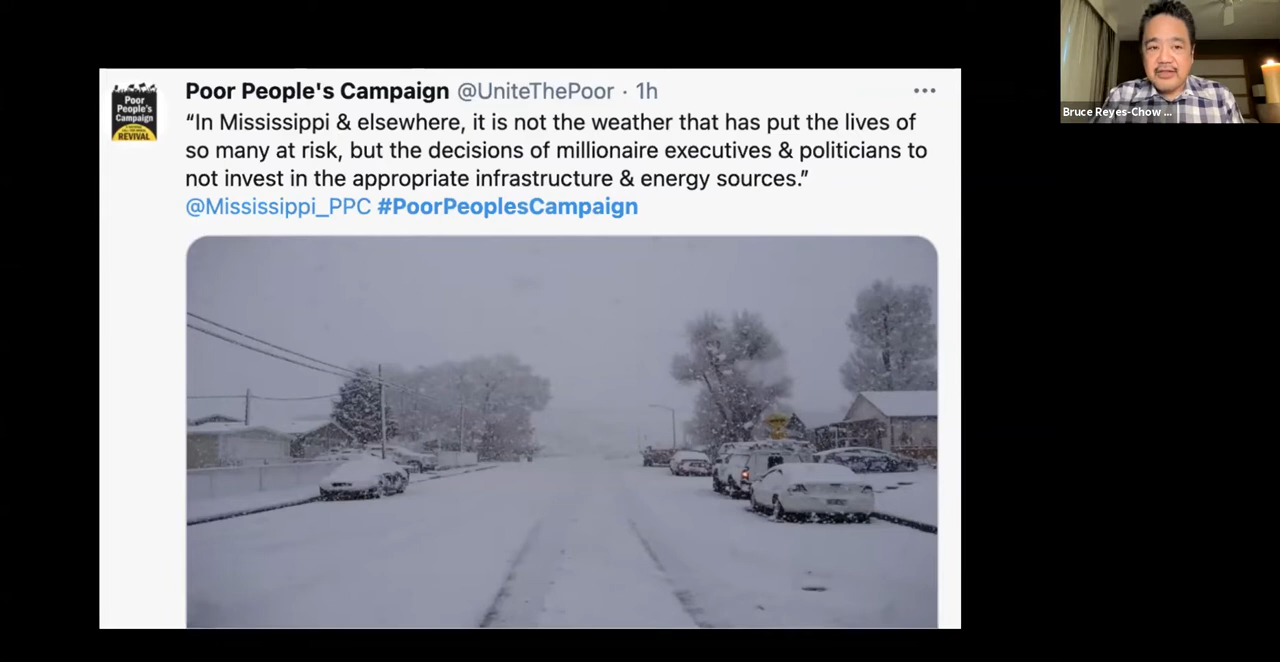 Poor People's Campaign @UniteThePoor · 1h
“In Mississippi & elsewhere, it is not the weather that has put the lives of
so many at risk, but the decisions of millionaire executives & politicians to
not invest in the appropriate infrastructure & energy sources.”
@Mississippi_PPC #PoorPeoplesCampaign
Poor
People's
Campaign
REVIVAL
Bruce Reyes-Chow ...